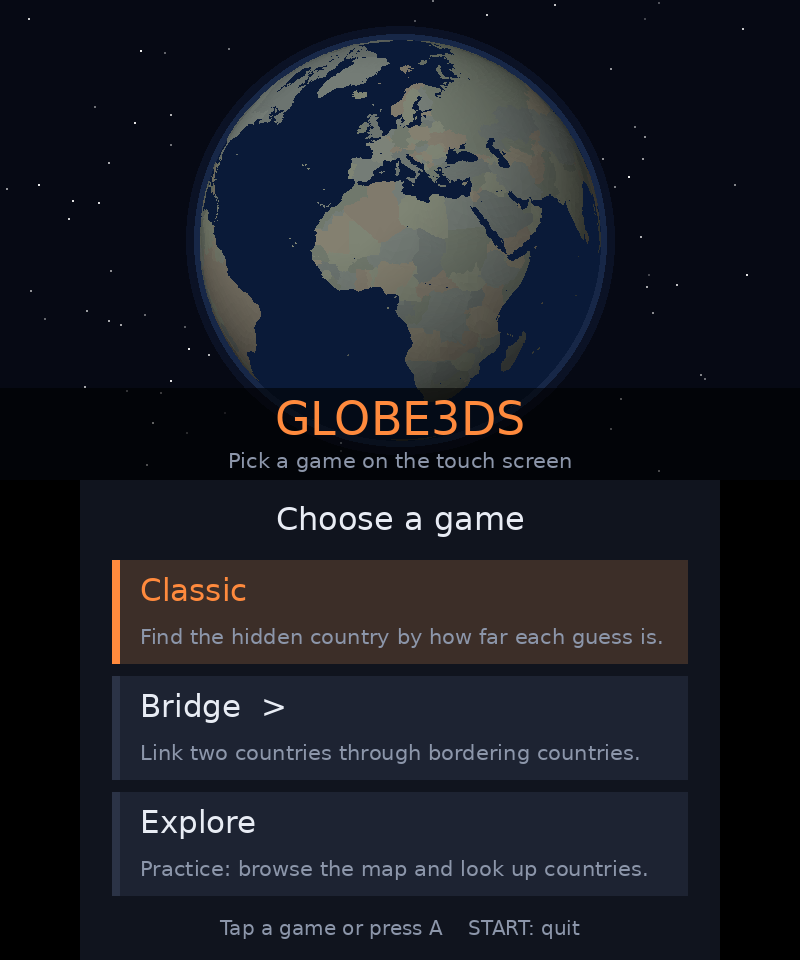 GLOBE3DS
Pick a game on the touch screen
Choose a game
Classic
Find the hidden country by how far each guess is.
Bridge >
Link two countries through bordering countries.
Explore
Practice: browse the map and look up countries.
Tap a game or press A START: quit